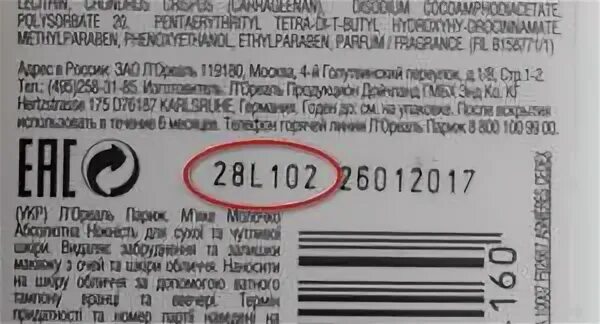 LECITHIN, CHONDRUS CRISPUS (CARRAGEENAN), DISODIUM COCOAMPHODIACETATE,
POLYSORBATE 20, PENTAERYTHRITYL TETRA-DI-T-BUTYL HYDROXYHY-DROCINNAMATE,
METHYLPARABEN, PHENOXYETHANOL, ETHYLPARABEN, PARFUM / FRAGRANCE (FIL B158771/1)
Адрес в России: ЗАО Л'Ореаль 119180, Москва, 4-й Голутвинский переулок, д.1/8, Стр. 1-2
Тел.: (495)258-31-85. Изготовитель: Л'Ореаль Продуксион Дойчланд ГМБХ Энд Ко. КГ
Hertzstrasse 175 D76187 KARLSRUHE, Германия. Годен до: см. на упаковке. После вскрытия
использовать в течение 6 месяцев. Телефон горячей линии Л'Ореаль Париж 8 800 100 99 00.
EAC
28L102 26012017
(УКР) Л'Ореаль Париж. М'яке Молочко
Абсолютна Ніжність для сухої та чутливої
шкіри. Видаляє забруднення та залишки
макіяжу з очей та шкіри обличчя. Наносити
на шкіру обличчя за допомогою ватного
тампону вранці та ввечері. Термін
придатності та номер партії наведені на
160